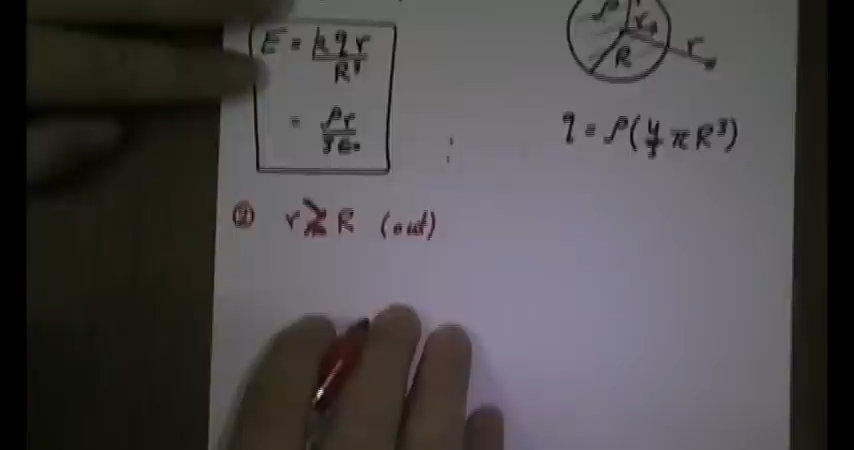 E = kqr/R³
= ρr/3ε₀
ρ
R
r
q = ρ(4/3 πR³)
② r ≥ R (out)